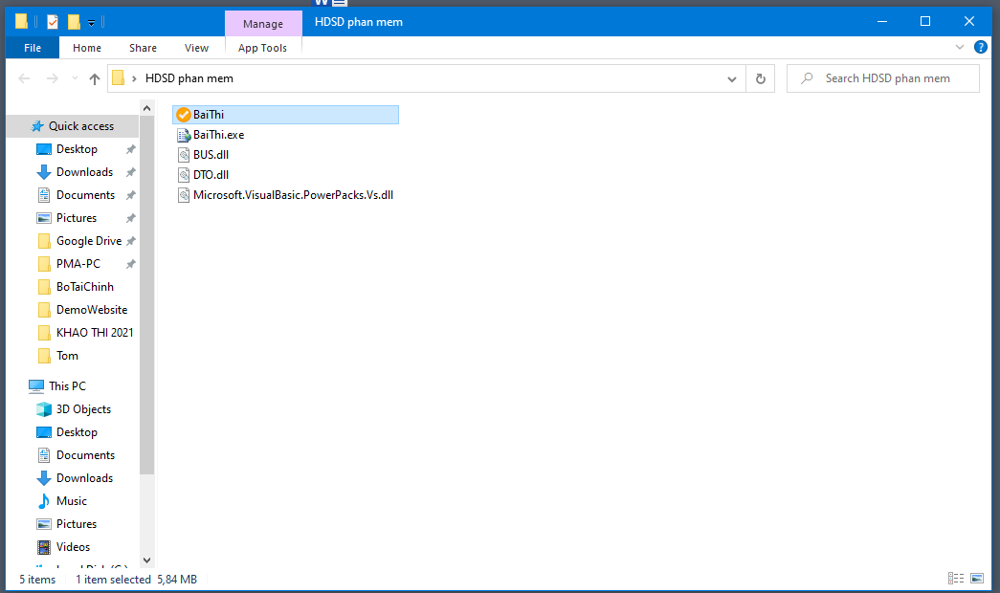 Manage
HDSD phan mem
File
Home
Share
View
App Tools
HDSD phan mem
Search HDSD phan mem
Quick access
Desktop
Downloads
Documents
Pictures
Google Drive
PMA-PC
BoTaiChinh
DemoWebsite
KHAO THI 2021
Tom
This PC
3D Objects
Desktop
Documents
Downloads
Music
Pictures
Videos
BaiThi
BaiThi.exe
BUS.dll
DTO.dll
Microsoft.VisualBasic.PowerPacks.Vs.dll
5 items
1 item selected 5,84 MB